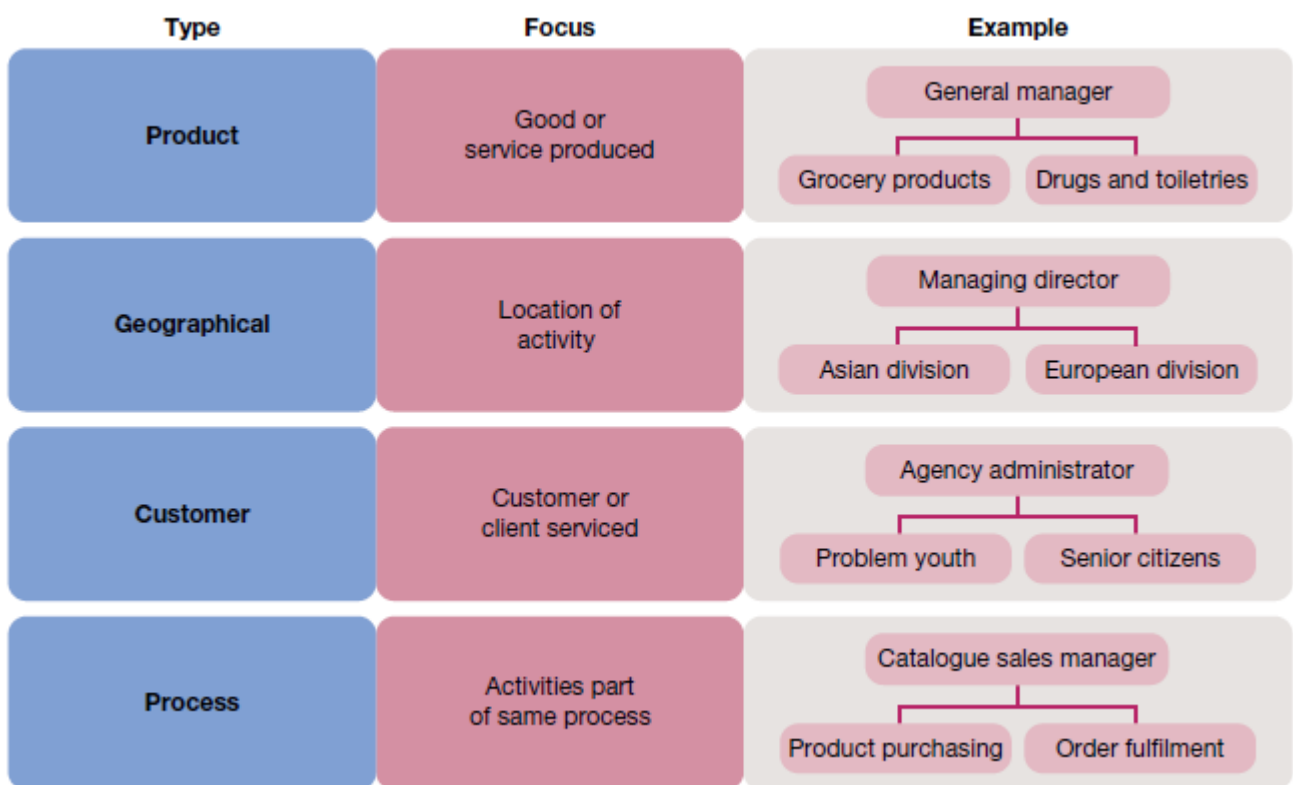 Type Focus Example
Product
Good or
service produced
General manager
Grocery products Drugs and toiletries
Geographical
Location of
activity
Managing director
Asian division European division
Customer
Customer or
client serviced
Agency administrator
Problem youth Senior citizens
Process
Activities part
of same process
Catalogue sales manager
Product purchasing Order fulfilment